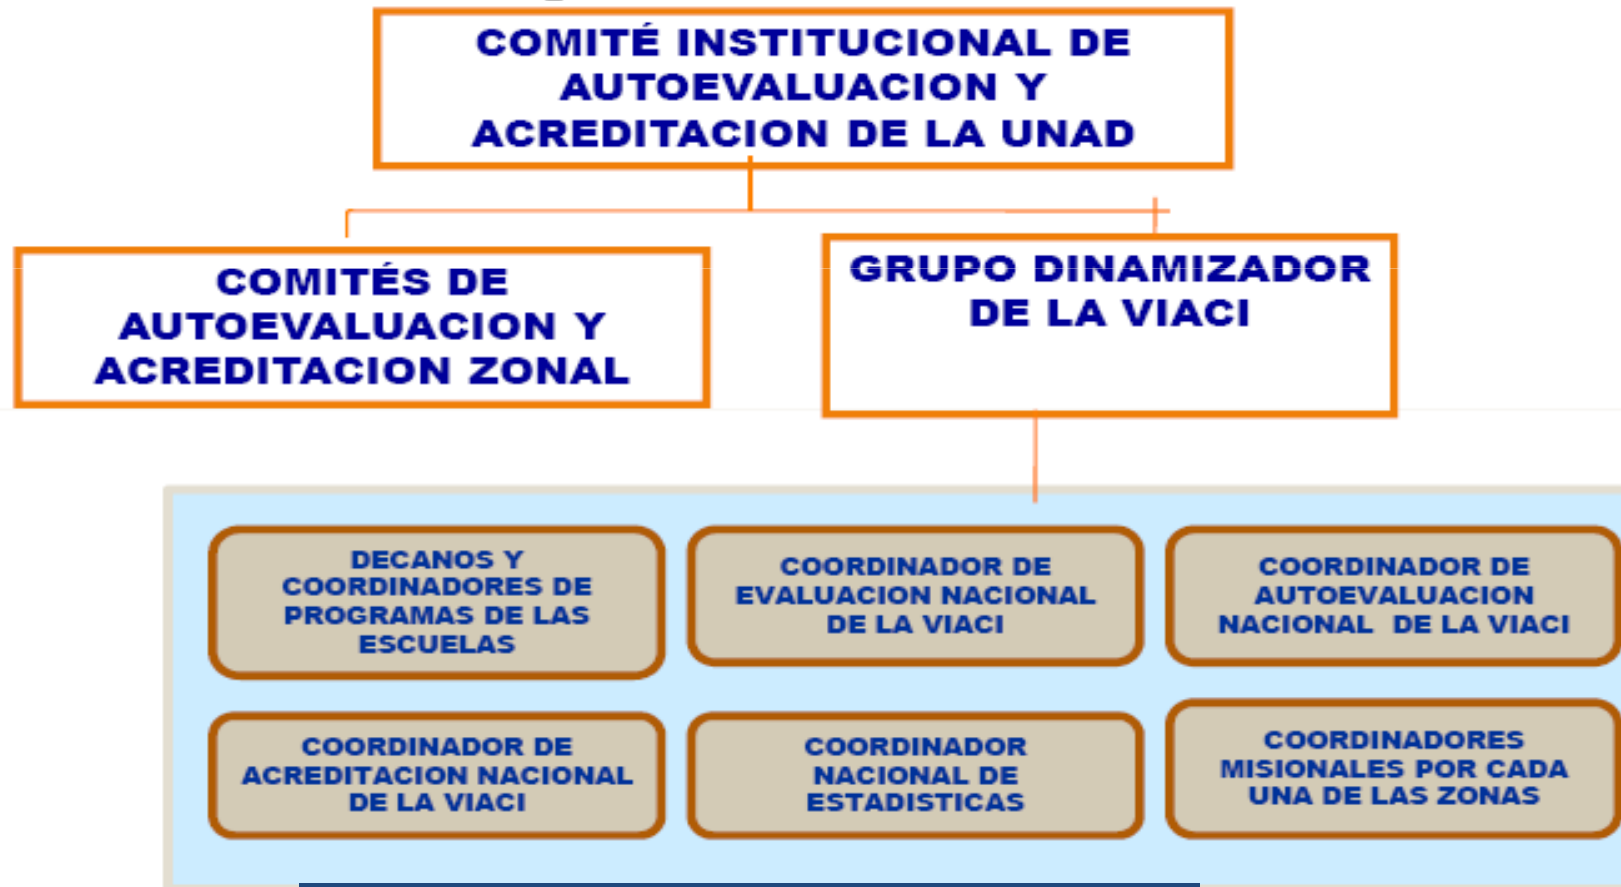 COMITÉ INSTITUCIONAL DE
AUTOEVALUACION Y
ACREDITACION DE LA UNAD
COMITÉS DE
AUTOEVALUACION Y
ACREDITACION ZONAL
GRUPO DINAMIZADOR
DE LA VIACI
DECANOS Y
COORDINADORES DE
PROGRAMAS DE LAS
ESCUELAS
COORDINADOR DE
EVALUACION NACIONAL
DE LA VIACI
COORDINADOR DE
AUTOEVALUACION
NACIONAL DE LA VIACI
COORDINADOR DE
ACREDITACION NACIONAL
DE LA VIACI
COORDINADOR
NACIONAL DE
ESTADISTICAS
COORDINADORES
MISIONALES POR CADA
UNA DE LAS ZONAS